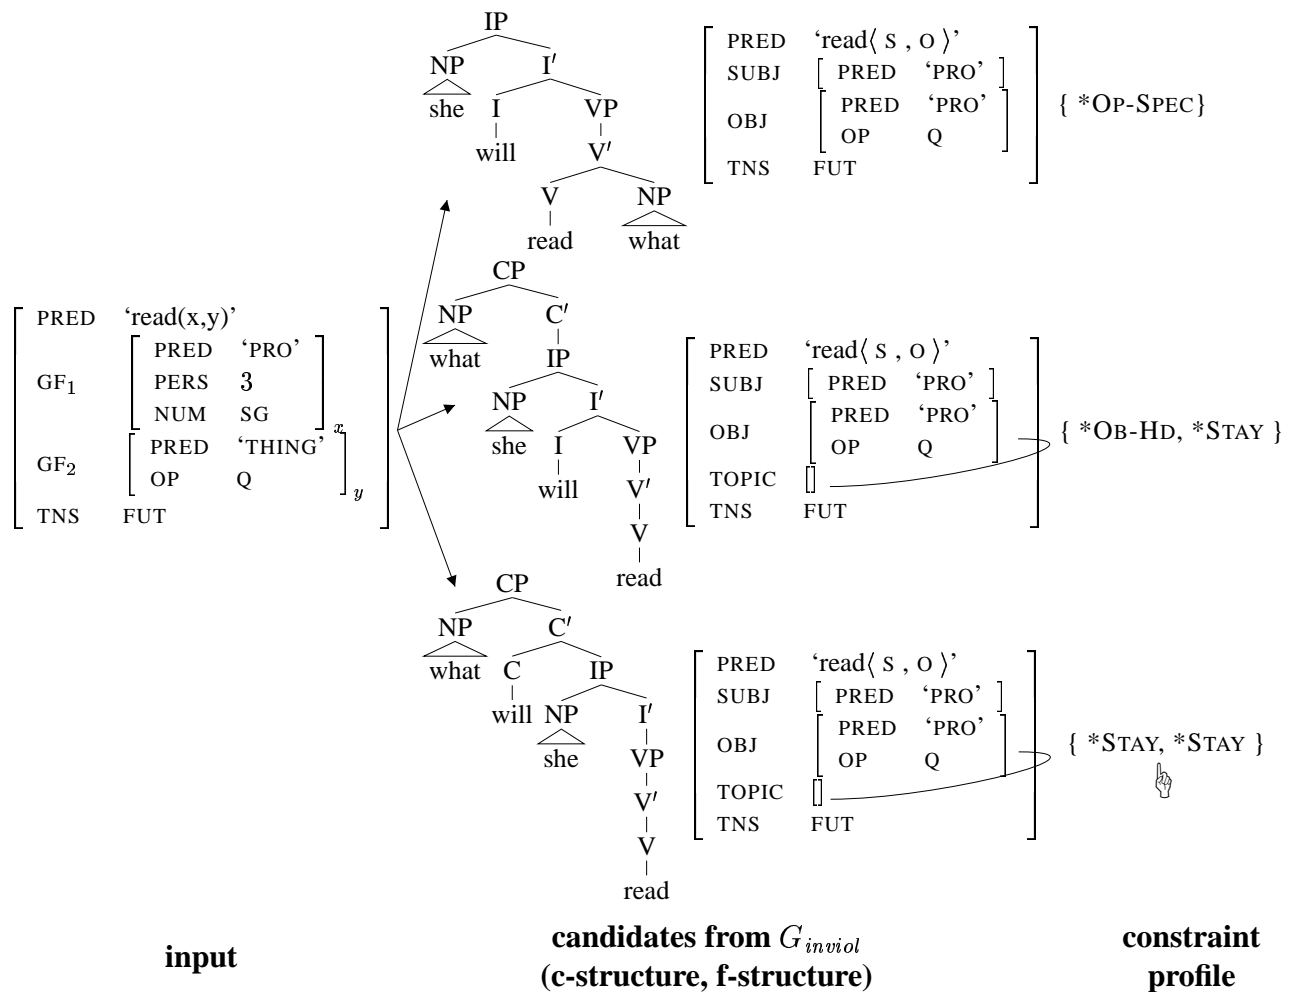 IP
NP I′
she I VP
will V′
V NP
read what
PRED ‘read⟨ S , O ⟩’
SUBJ [ PRED ‘PRO’ ]
OBJ [ PRED ‘PRO’
OP Q ]
TNS FUT
{ *OP-SPEC}
PRED ‘read(x,y)’
GF1 [ PRED ‘PRO’
PERS 3
NUM SG ] x
GF2 [ PRED ‘THING’
OP Q ] y
TNS FUT
CP
NP C′
what IP
NP I′
she I VP
will V′
V
read
PRED ‘read⟨ S , O ⟩’
SUBJ [ PRED ‘PRO’ ]
OBJ [ PRED ‘PRO’
OP Q ]
TOPIC []
TNS FUT
{ *OB-HD, *STAY }
CP
NP C′
what C IP
will NP I′
she VP
V′
V
read
PRED ‘read⟨ S , O ⟩’
SUBJ [ PRED ‘PRO’ ]
OBJ [ PRED ‘PRO’
OP Q ]
TOPIC []
TNS FUT
{ *STAY, *STAY }
input
candidates from G inviol
(c-structure, f-structure)
constraint
profile